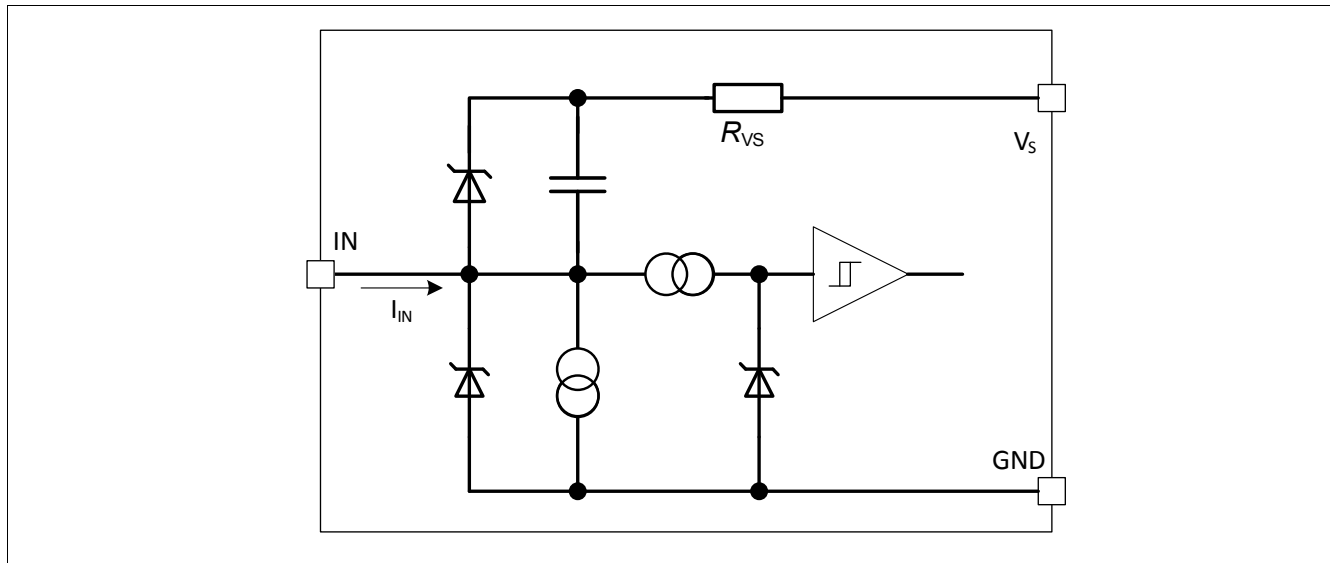 R_VS
V_S
IN
I_IN
GND